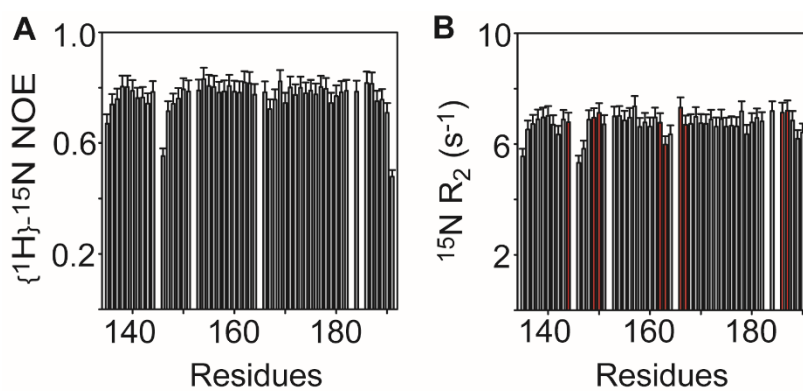 A
1.0
0.6
0.2
{¹H}-¹⁵N NOE
140 160 180
Residues
B
10
6
2
¹⁵N R₂ (s⁻¹)
140 160 180
Residues